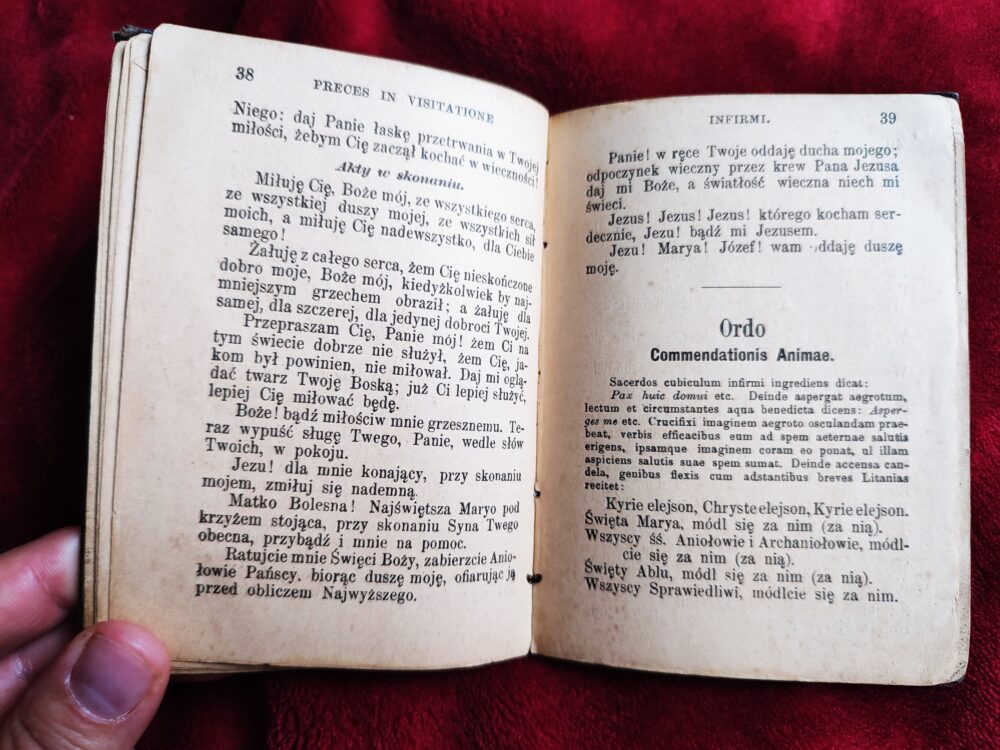 38
PRECES IN VISITATIONE
Niego: daj Panie łaskę przetrwania w Twojej
miłości, żebym Cię zaczął kochać w wieczności!
Akty w skonaniu.
Miłuję Cię, Boże mój, ze wszystkiego serca,
ze wszystkiej duszy mojej, ze wszystkich sił
moich, a miłuję Cię nadewszystko, dla Ciebie
samego!
Żałuję z całego serca, żem Cię nieskończone
dobro moje, Boże mój, kiedyżkolwiek by naj-
mniejszym grzechem obraził; a żałuję dla
samej, dla szczerej, dla jedynej dobroci Twojej.
Przepraszam Cię, Panie mój! żem Ci na
tym świecie dobrze nie służył, żem Cię, ja-
kom był powinien, nie miłował. Daj mi oglą-
dać twarz Twoję Boską; już Ci lepiej służyć,
lepiej Cię miłować będę.
Boże! bądź miłościw mnie grzesznemu. Te-
raz wypuść sługę Twego, Panie, wedle słów
Twoich, w pokoju.
Jezu! dla mnie konający, przy skonaniu
mojem, zmiłuj się nademną.
Matko Bolesna! Najświętsza Maryo pod
krzyżem stojąca, przy skonaniu Syna Twego
obecna, przybądź i mnie na pomoc.
Ratujcie mnie Święci Boży, zabierzcie Anio-
łowie Pańscy. biorąc duszę moję, ofiarując ją
przed obliczem Najwyższego.
INFIRMI.
39
Panie! w ręce Twoje oddaję ducha mojego;
odpoczynek wieczny przez krew Pana Jezusa
daj mi Boże, a światłość wieczna niech mi
świeci.
Jezus! Jezus! Jezus! którego kocham ser-
decznie, Jezu! bądź mi Jezusem.
Jezu! Marya! Józef! wam oddaję duszę
moję.
Ordo
Commendationis Animae.
Sacerdos cubiculum infirmi ingrediens dicat:
Pax huic domui etc. Deinde aspergat aegrotum,
lectum et circumstantes aqua benedicta dicens: Asper-
ges me etc. Crucifixi imaginem aegroto osculandam prae-
beat, verbis efficacibus eum ad spem aeternae salutis
erigens, ipsamque imaginem coram eo ponat, ul illam
aspiciens salutis suae spem sumat. Deinde accensa can-
dela, genibus flexis cum adstantibus breves Litanias
recitet:
Kyrie elejson, Chryste elejson, Kyrie elejson.
Święta Marya, módl się za nim (za nią).
Wszyscy śś. Aniołowie i Archaniołowie, módl-
cie się za nim (za nią).
Święty Ablu, módl się za nim (za nią).
Wszyscy Sprawiedliwi, módlcie się za nim.